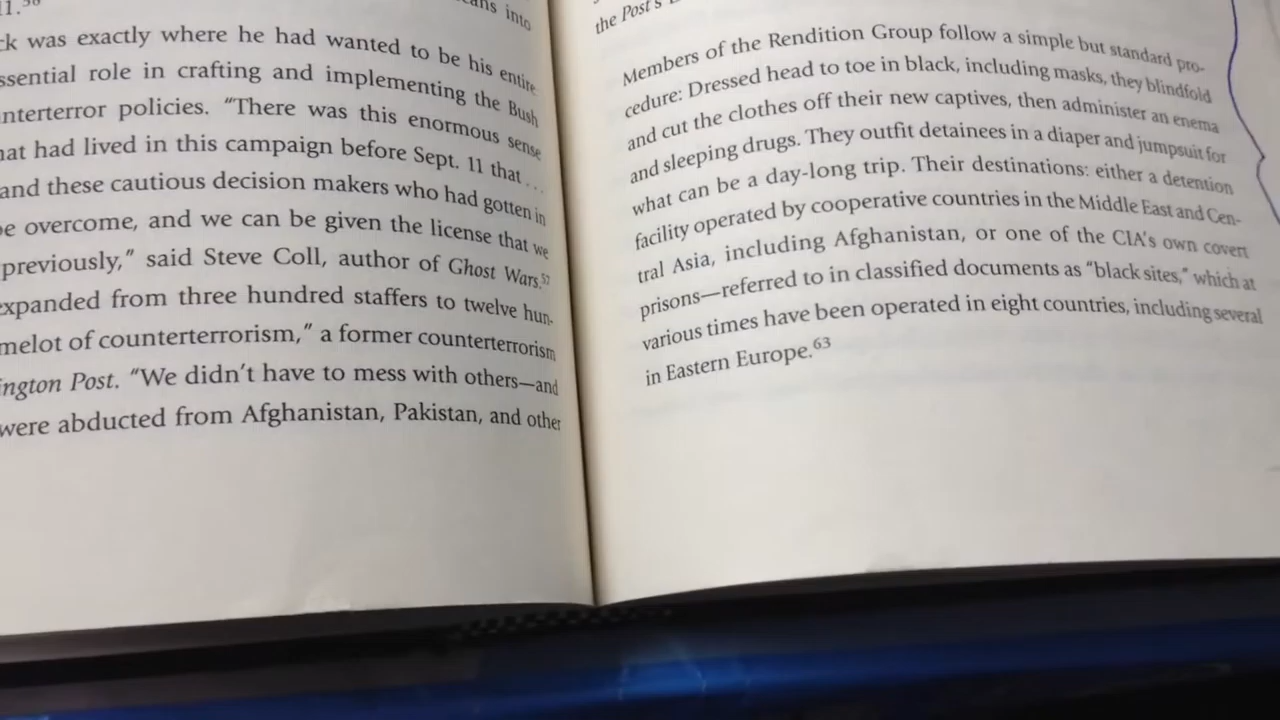 11.56
ck was exactly where he had wanted to be his entire
ssential role in crafting and implementing the Bush
nterterror policies. “There was this enormous sense
hat had lived in this campaign before Sept. 11 that . . .
and these cautious decision makers who had gotten in
be overcome, and we can be given the license that we
previously,” said Steve Coll, author of Ghost Wars.57
expanded from three hundred staffers to twelve hun-
melot of counterterrorism,” a former counterterrorism
ington Post. “We didn’t have to mess with others—and
were abducted from Afghanistan, Pakistan, and other
the Post’s
Members of the Rendition Group follow a simple but standard pro-
cedure: Dressed head to toe in black, including masks, they blindfold
and cut the clothes off their new captives, then administer an enema
and sleeping drugs. They outfit detainees in a diaper and jumpsuit for
what can be a day-long trip. Their destinations: either a detention
facility operated by cooperative countries in the Middle East and Cen-
tral Asia, including Afghanistan, or one of the CIA’s own covert
prisons—referred to in classified documents as “black sites,” which at
various times have been operated in eight countries, including several
in Eastern Europe.63